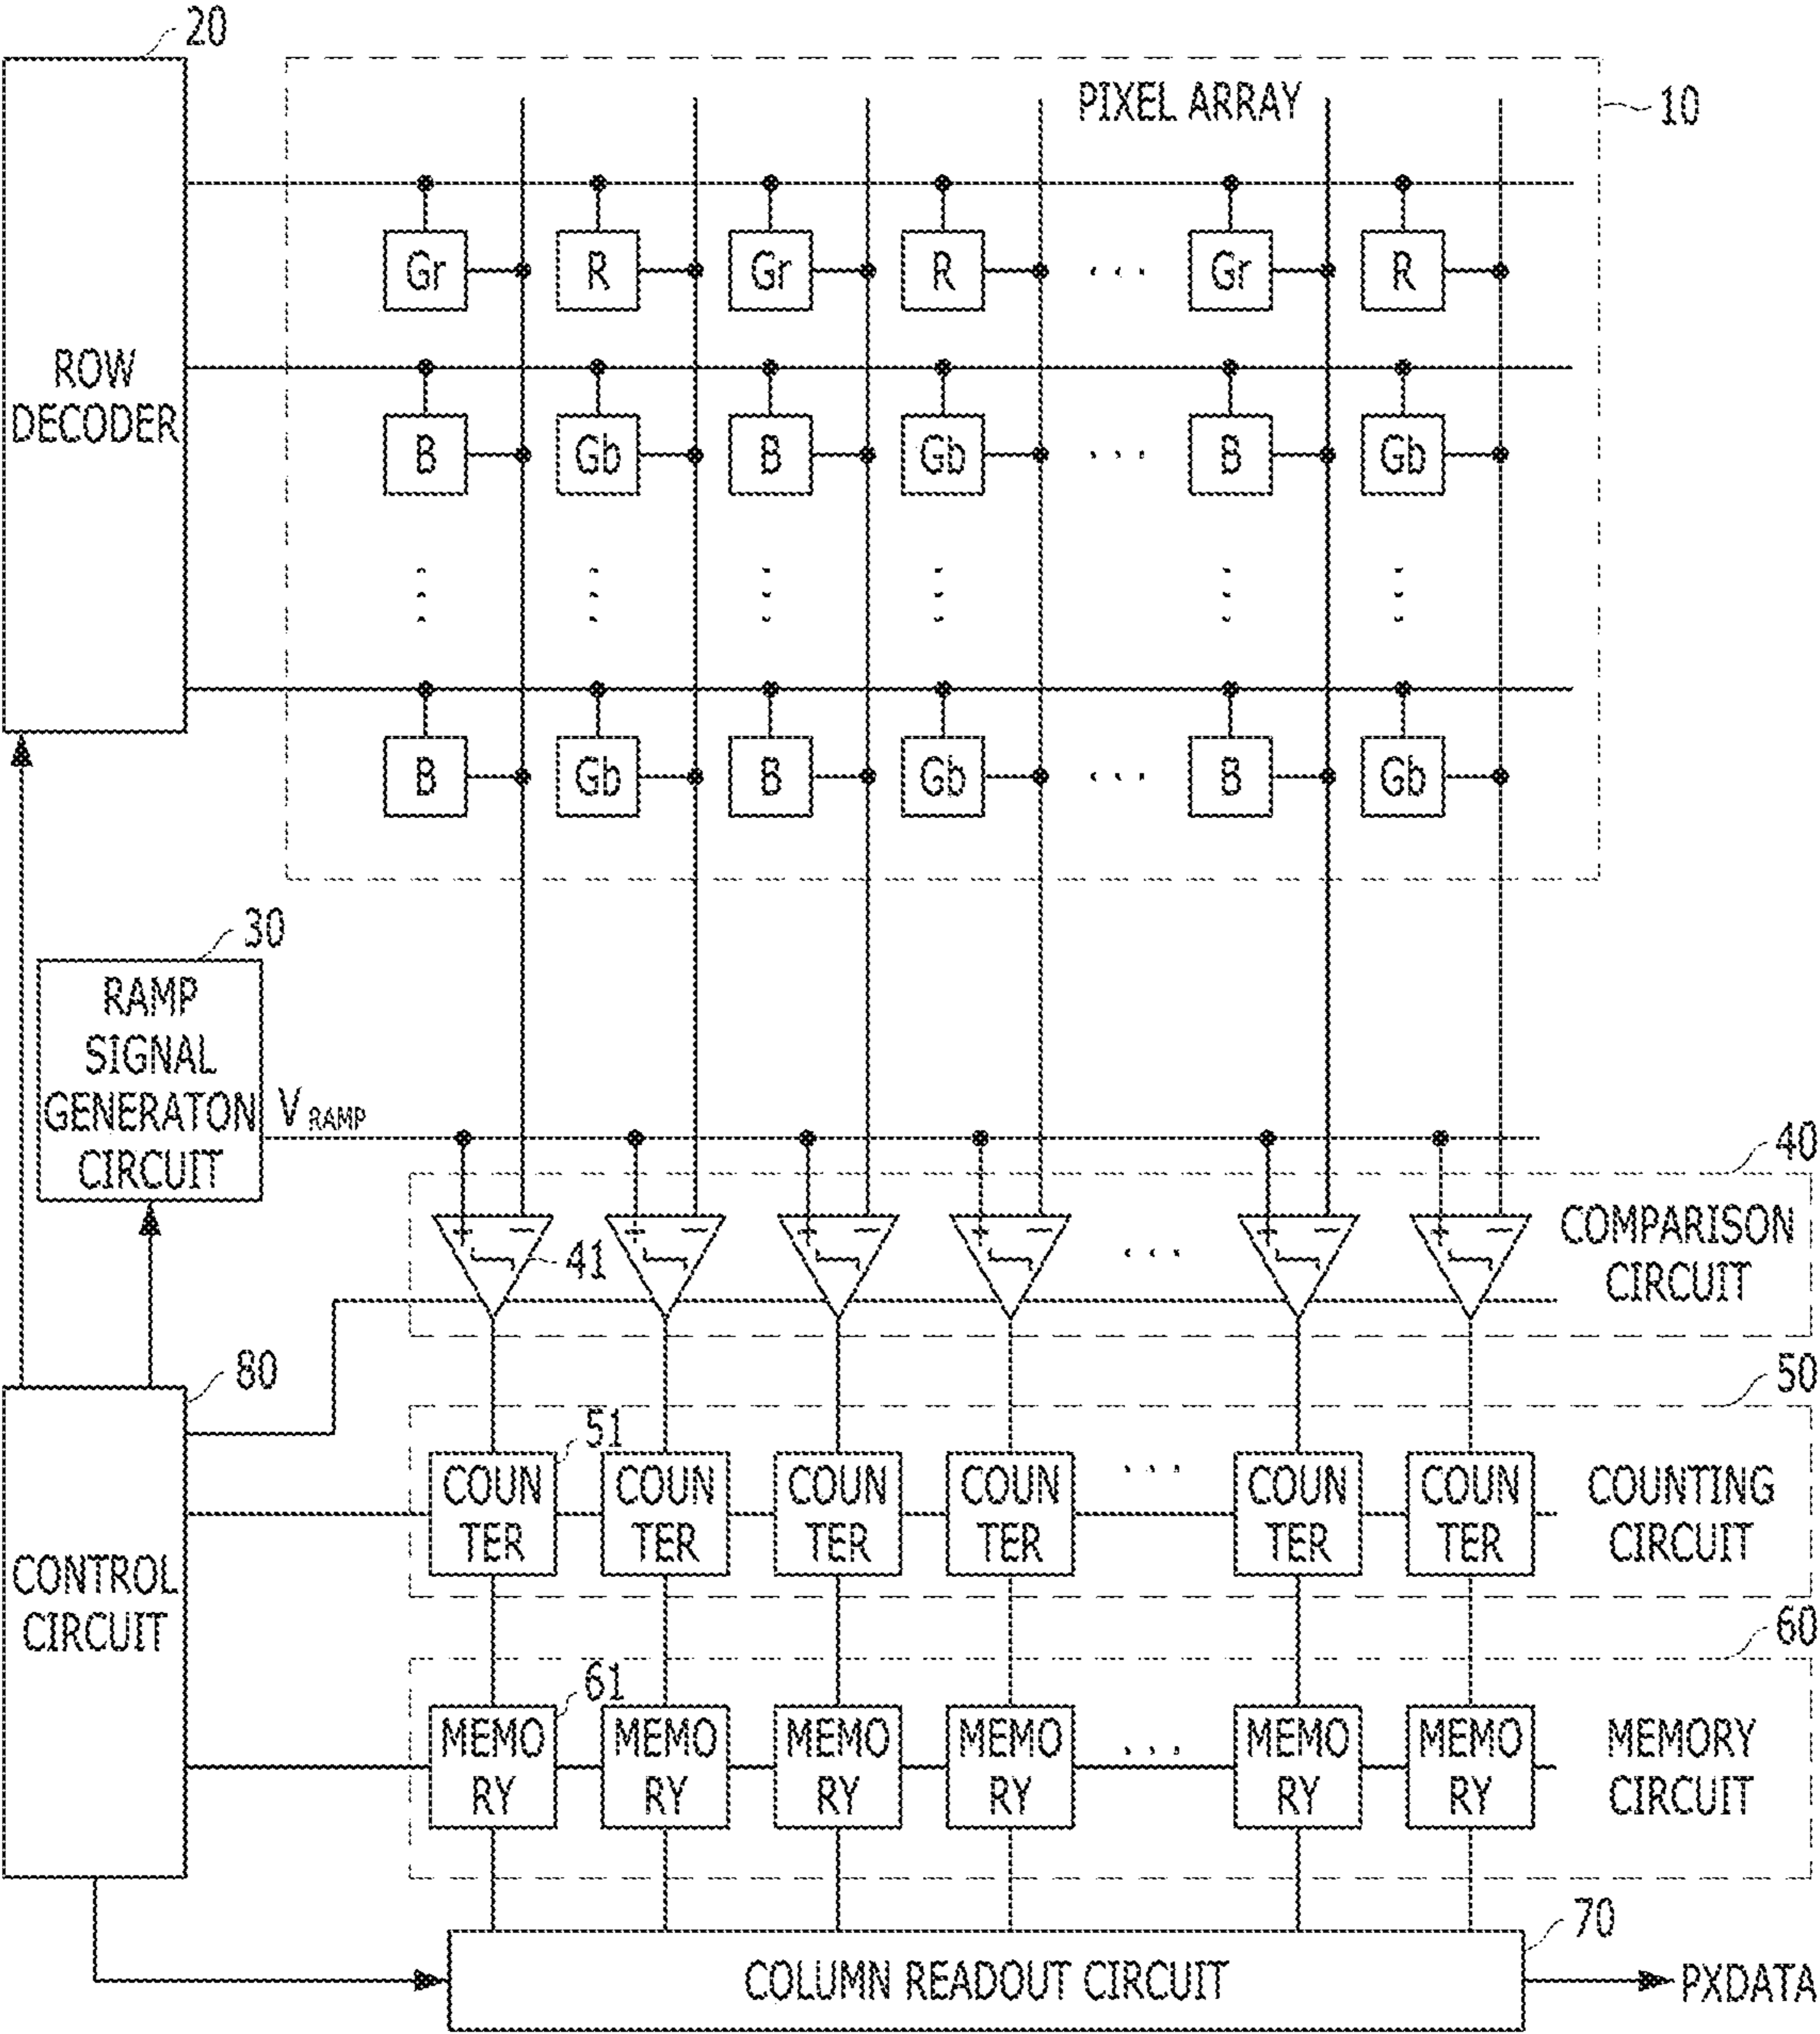 20
PIXEL ARRAY
10
Gr R Gr R ... Gr R
ROW
DECODER
B Gb B Gb ... B Gb
B Gb B Gb ... B Gb
30
RAMP
SIGNAL
GENERATON
CIRCUIT
V RAMP
40
41
+ − + − + − + − ... + − + −
COMPARISON
CIRCUIT
80
50
51
COUN COUN COUN COUN ... COUN COUN
TER TER TER TER TER TER
COUNTING
CIRCUIT
CONTROL
CIRCUIT
60
61
MEMO MEMO MEMO MEMO ... MEMO MEMO
RY RY RY RY RY RY
MEMORY
CIRCUIT
70
COLUMN READOUT CIRCUIT
PXDATA